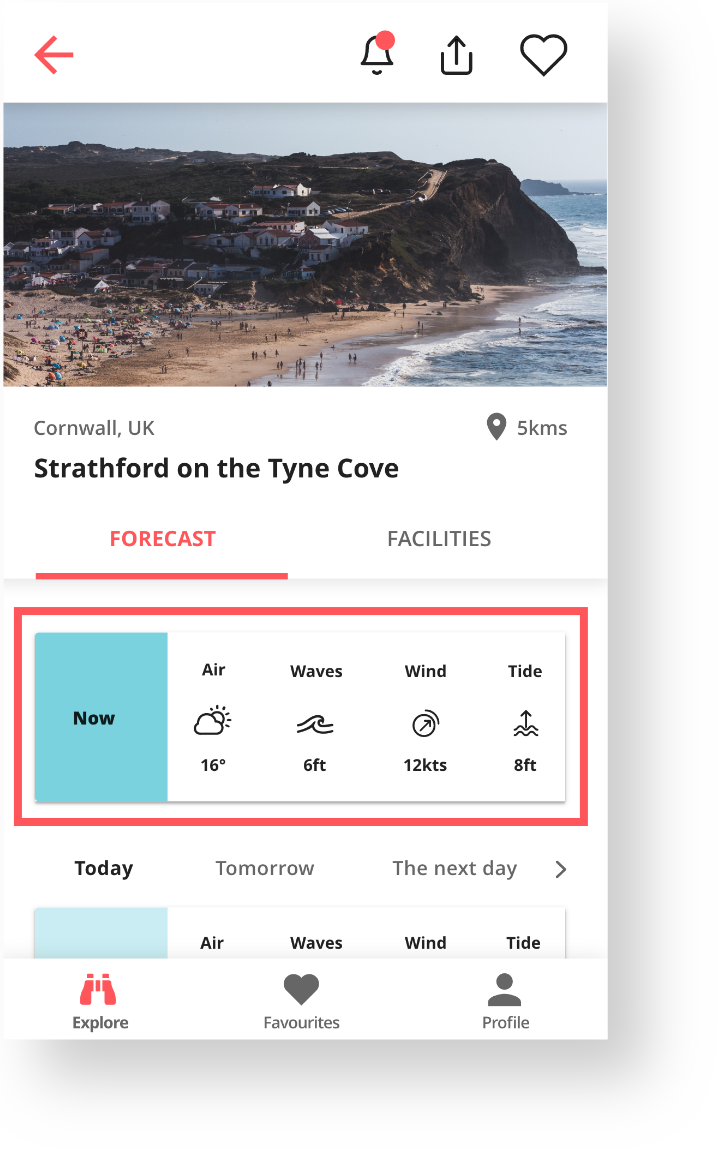 Cornwall, UK 5kms
Strathford on the Tyne Cove
FORECAST FACILITIES
Air Waves Wind Tide
Now
16° 6ft 12kts 8ft
Today Tomorrow The next day
Air Waves Wind Tide
Explore Favourites Profile